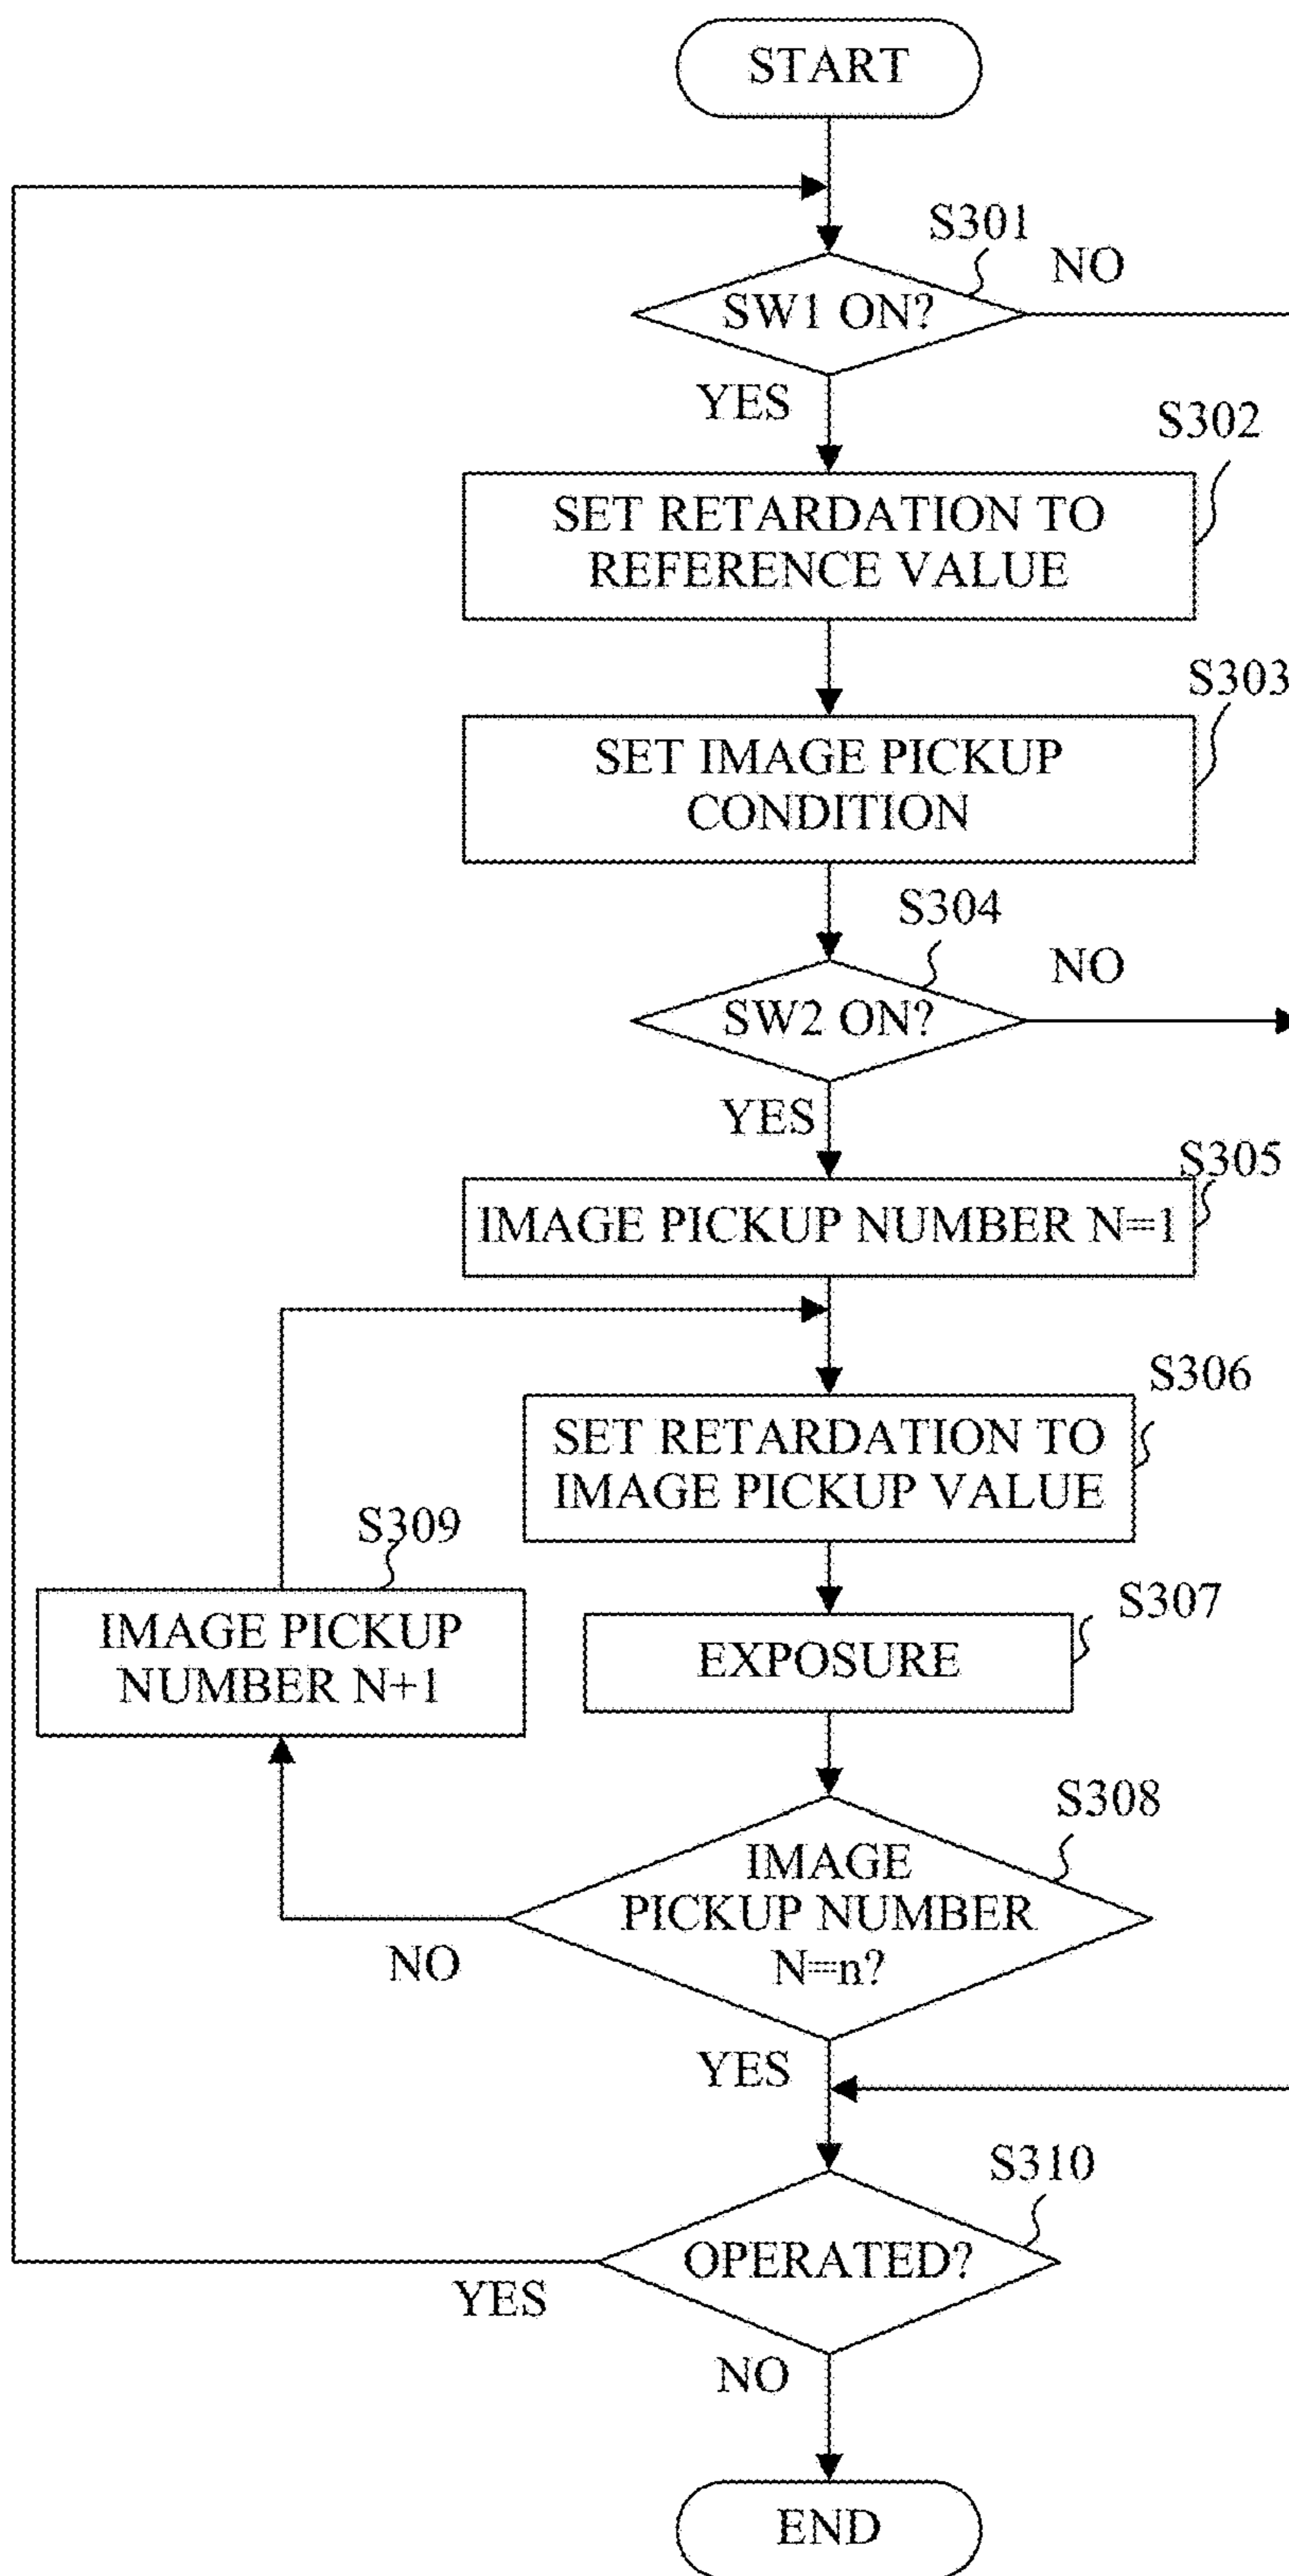 START
S301
NO
SW1 ON?
YES
S302
SET RETARDATION TO
REFERENCE VALUE
S303
SET IMAGE PICKUP
CONDITION
S304
NO
SW2 ON?
YES
S305
IMAGE PICKUP NUMBER N=1
S306
SET RETARDATION TO
IMAGE PICKUP VALUE
S309
IMAGE PICKUP
NUMBER N+1
S307
EXPOSURE
S308
IMAGE
PICKUP NUMBER
N=n?
NO
YES
S310
OPERATED?
YES
NO
END